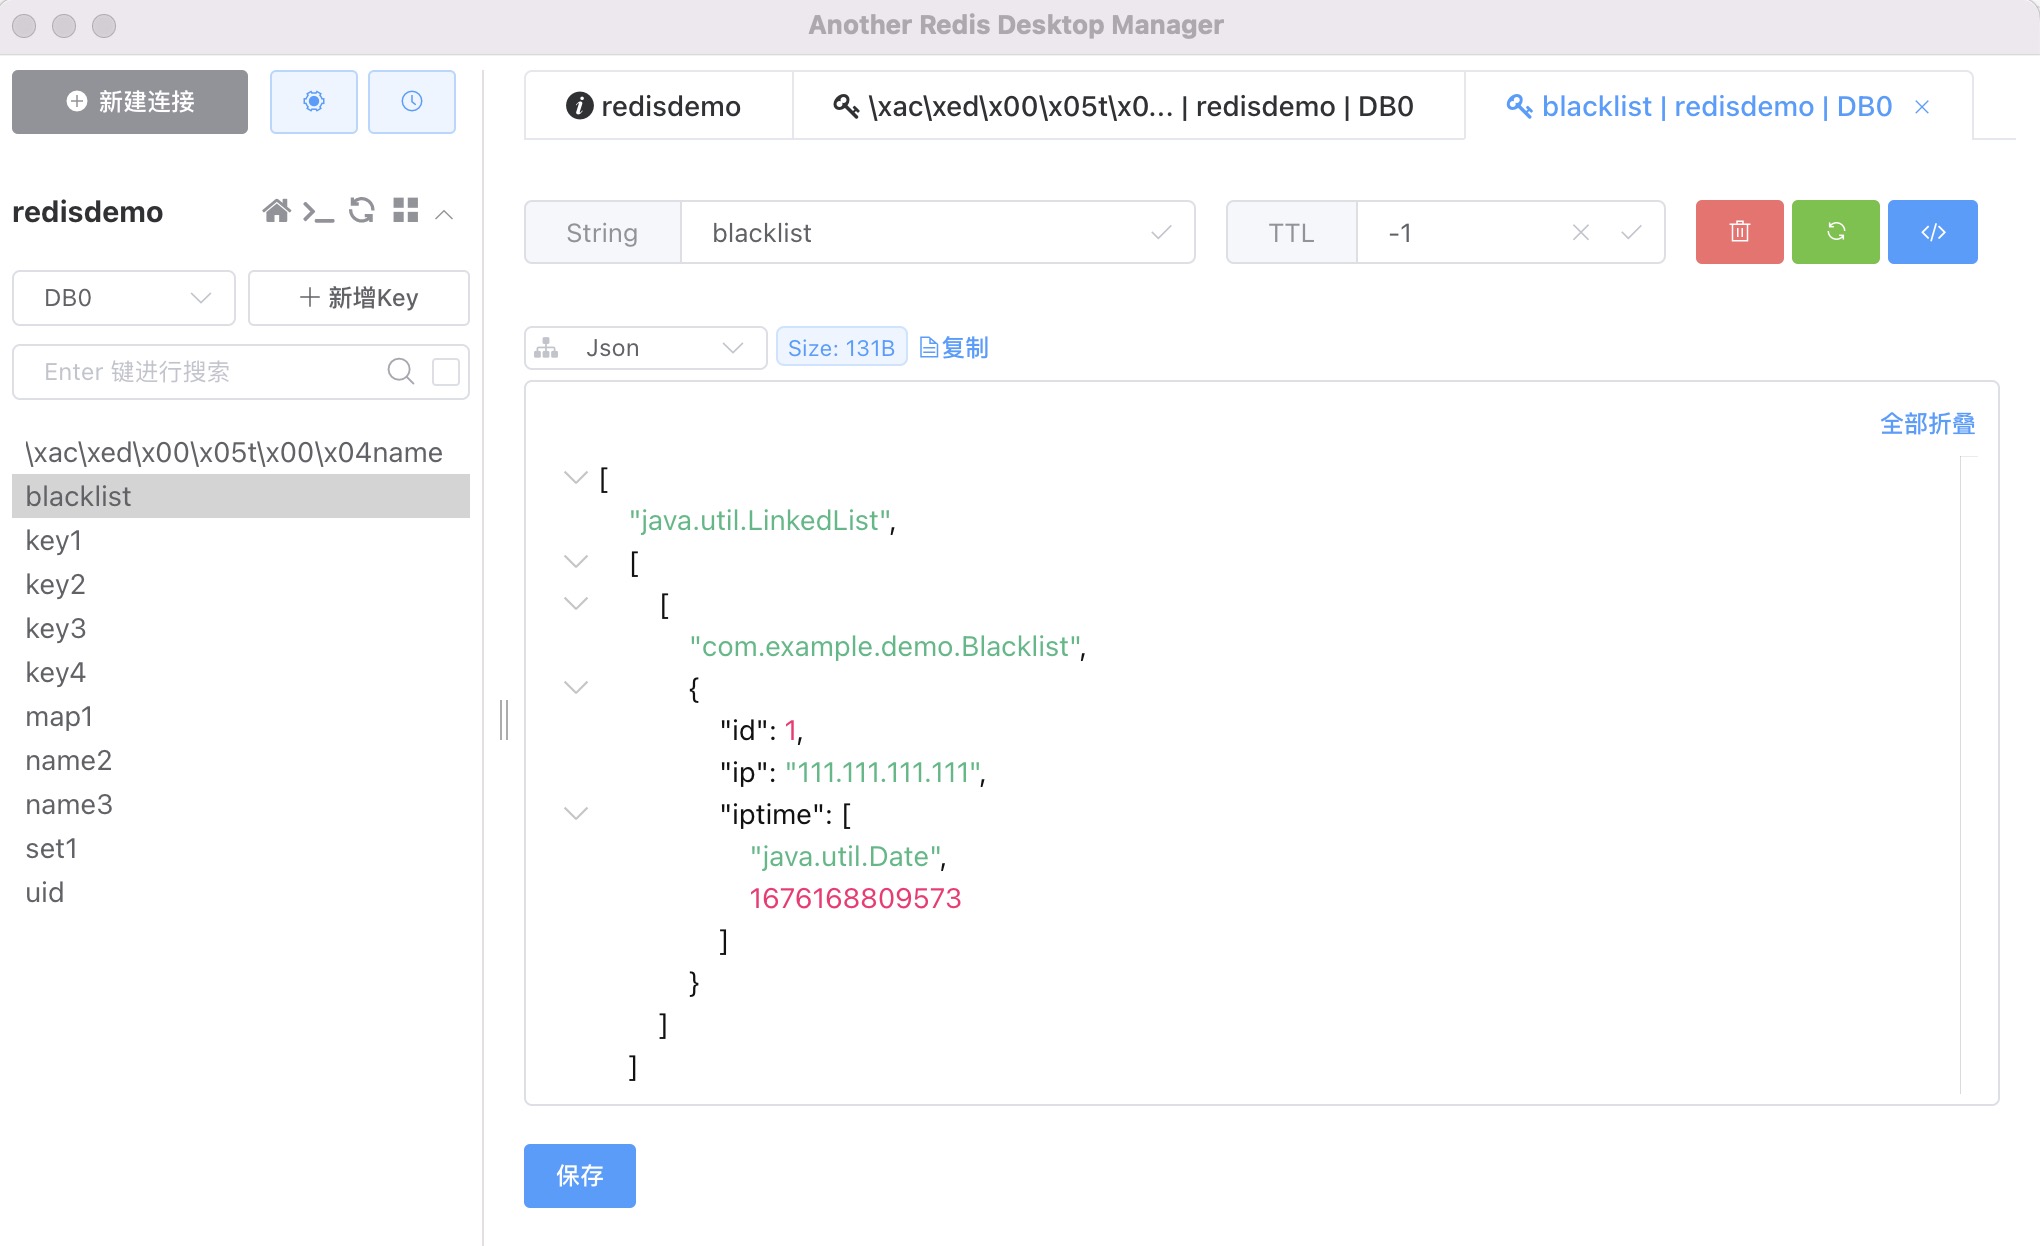 Another Redis Desktop Manager
新建连接
redisdemo
DB0
新增Key
Enter 键进行搜索
\xac\xed\x00\x05t\x00\x04name
blacklist
key1
key2
key3
key4
map1
name2
name3
set1
uid
redisdemo
\xac\xed\x00\x05t\x0... | redisdemo | DB0
blacklist | redisdemo | DB0
String
blacklist
TTL
-1
Json
Size: 131B
复制
全部折叠
[
"java.util.LinkedList",
[
[
"com.example.demo.Blacklist",
{
"id": 1,
"ip": "111.111.111.111",
"iptime": [
"java.util.Date",
1676168809573
]
}
]
]
保存